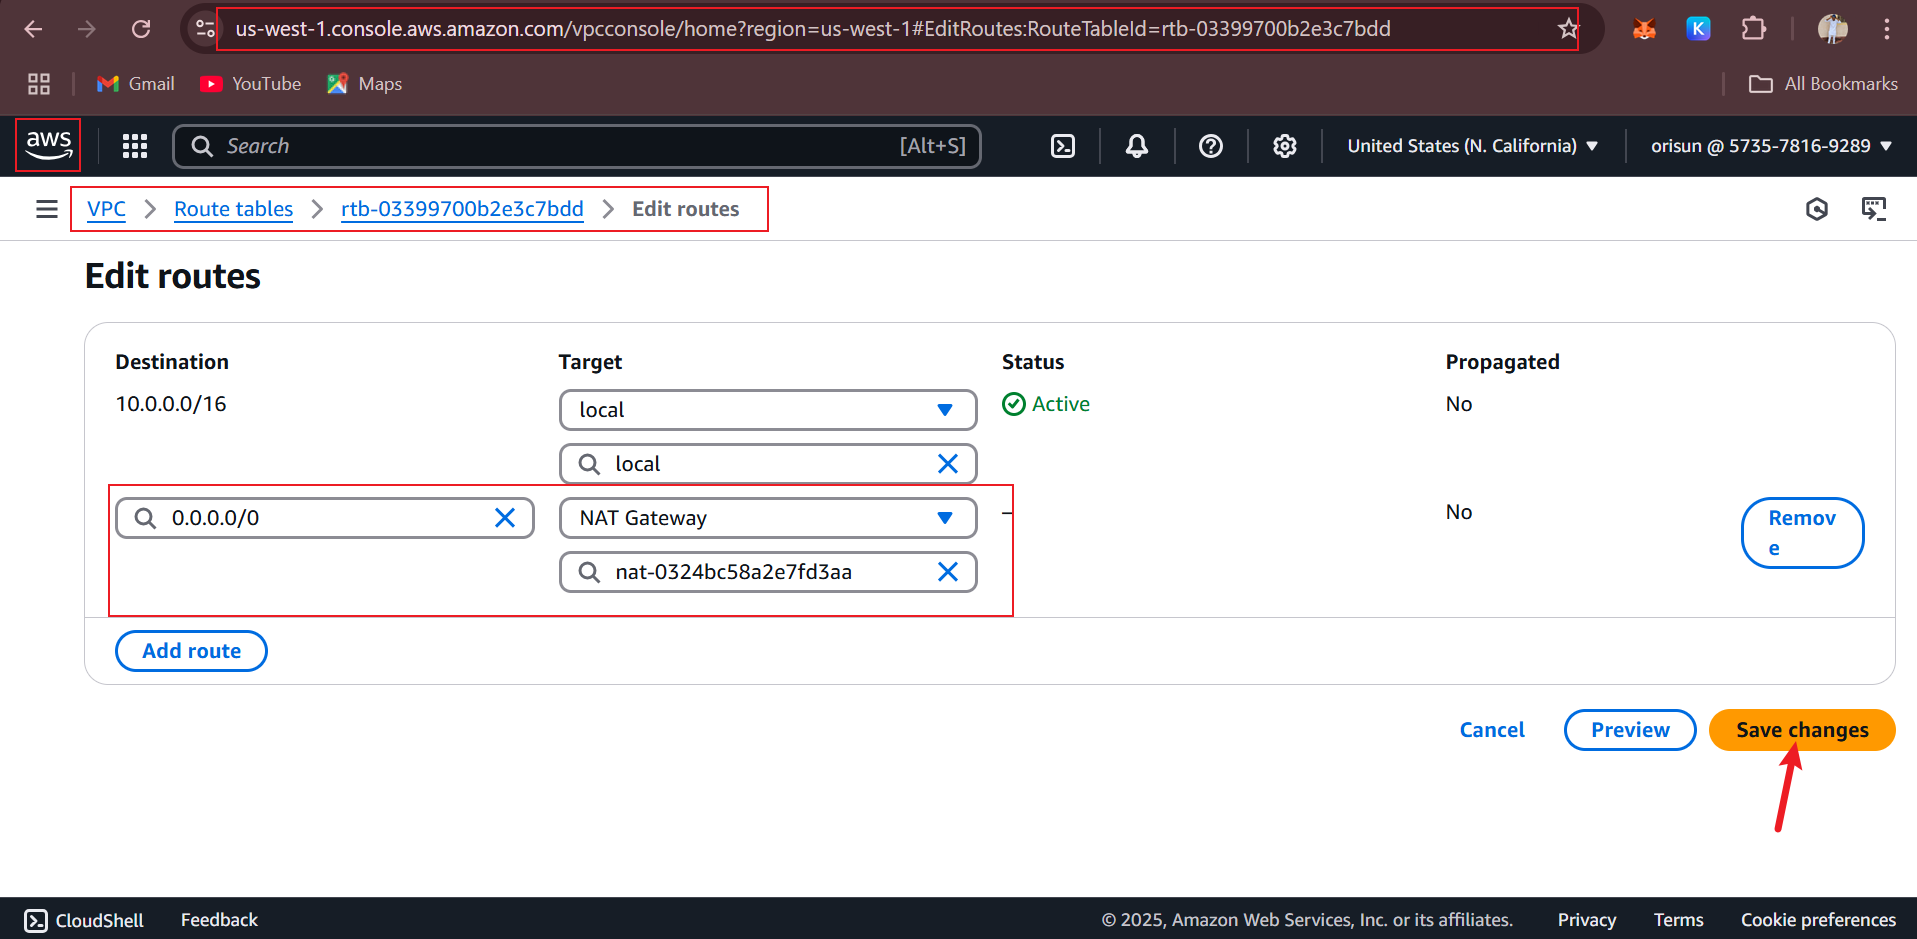 us-west-1.console.aws.amazon.com/vpcconsole/home?region=us-west-1#EditRoutes:RouteTableId=rtb-03399700b2e3c7bdd
K
Gmail
YouTube
Maps
All Bookmarks
aws
Search
[Alt+S]
United States (N. California)
orisun @ 5735-7816-9289
VPC
Route tables
rtb-03399700b2e3c7bdd
Edit routes
Edit routes
Destination
Target
Status
Propagated
10.0.0.0/16
local
Active
No
local
0.0.0.0/0
NAT Gateway
–
No
Remov
e
nat-0324bc58a2e7fd3aa
Add route
Cancel
Preview
Save changes
CloudShell
Feedback
© 2025, Amazon Web Services, Inc. or its affiliates.
Privacy
Terms
Cookie preferences